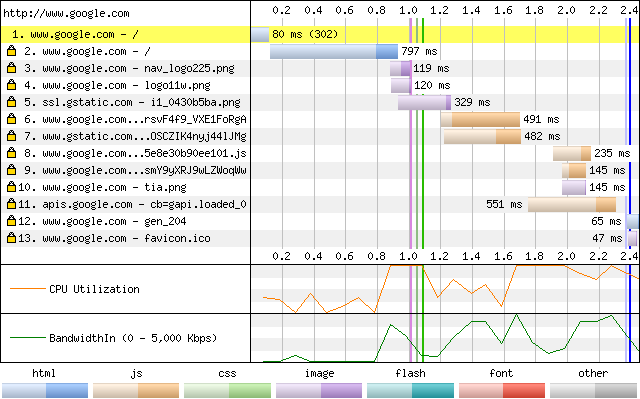 http://www.google.com
0.2 0.4 0.6 0.8 1.0 1.2 1.4 1.6 1.8 2.0 2.2 2.4
1. www.google.com - / 80 ms (302)
2. www.google.com - / 797 ms
3. www.google.com - nav_logo225.png 119 ms
4. www.google.com - logo11w.png 120 ms
5. ssl.gstatic.com - i1_0430b5ba.png 329 ms
6. www.google.com...rsvF4f9_VXE1FoRgA 491 ms
7. www.gstatic.com...OSCZIK4nyj44lJMg 482 ms
8. www.google.com...5e8e30b90ee101.js 235 ms
9. www.google.com...smY9yXRJ9wLZWoqWw 145 ms
10. www.google.com - tia.png 145 ms
11. apis.google.com - cb=gapi.loaded_0 551 ms
12. www.google.com - gen_204 65 ms
13. www.google.com - favicon.ico 47 ms
0.2 0.4 0.6 0.8 1.0 1.2 1.4 1.6 1.8 2.0 2.2 2.4
CPU Utilization
BandwidthIn (0 - 5,000 Kbps)
html js css image flash font other